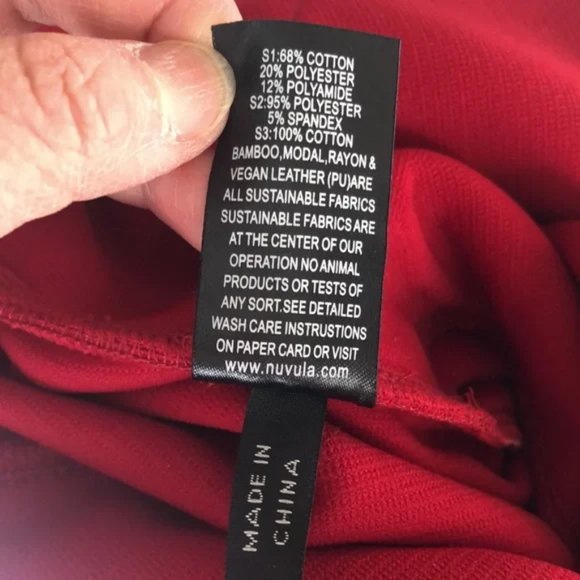 S1:68% COTTON
20% POLYESTER
12% POLYAMIDE
S2:95% POLYESTER
5% SPANDEX
S3:100% COTTON
BAMBOO,MODAL,RAYON &
VEGAN LEATHER (PU)ARE
ALL SUSTAINABLE FABRICS
SUSTAINABLE FABRICS ARE
AT THE CENTER OF OUR
OPERATION NO ANIMAL
PRODUCTS OR TESTS OF
ANY SORT.SEE DETAILED
WASH CARE INSTRUSTIONS
ON PAPER CARD OR VISIT
www.nuvula.com
MADE IN
CHINA